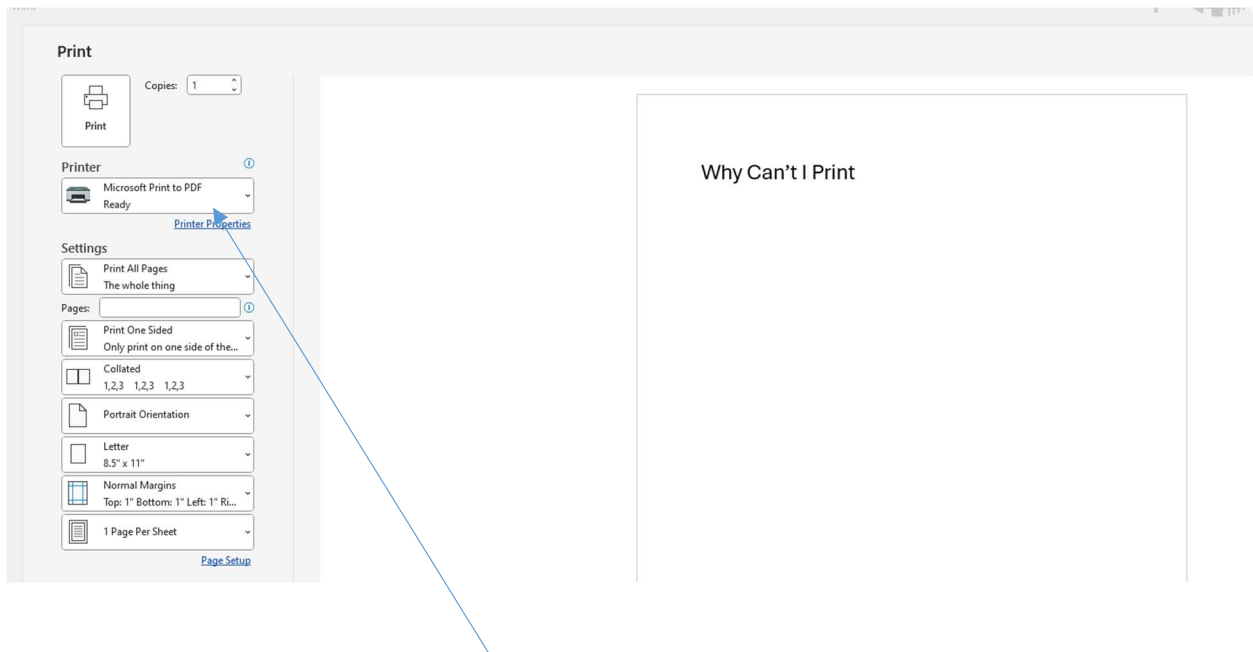 Print
Copies: 1
Print
Printer
Microsoft Print to PDF
Ready
Printer Properties
Settings
Print All Pages
The whole thing
Pages:
Print One Sided
Only print on one side of the...
Collated
1,2,3 1,2,3 1,2,3
Portrait Orientation
Letter
8.5" x 11"
Normal Margins
Top: 1" Bottom: 1" Left: 1" Ri...
1 Page Per Sheet
Page Setup
Why Can’t I Print